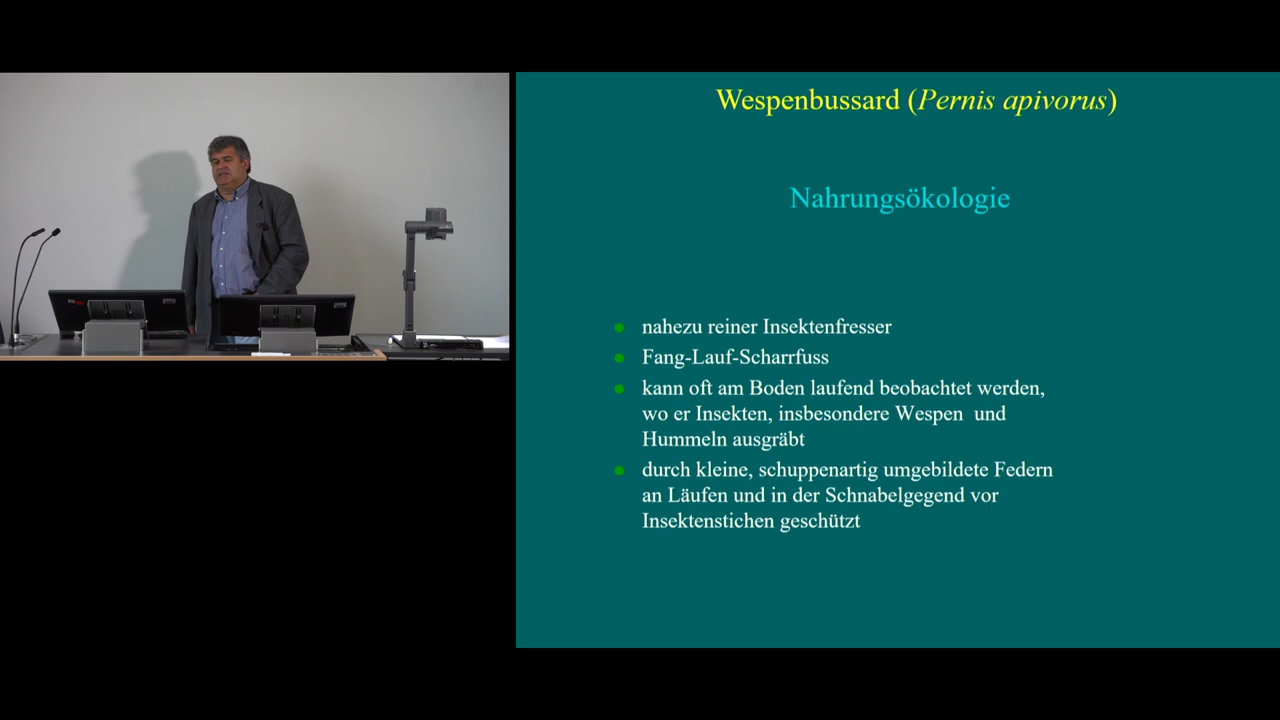 Wespenbussard (Pernis apivorus)
Nahrungsökologie
nahezu reiner Insektenfresser
Fang-Lauf-Scharrfuss
kann oft am Boden laufend beobachtet werden,
wo er Insekten, insbesondere Wespen und
Hummeln ausgräbt
durch kleine, schuppenartig umgebildete Federn
an Läufen und in der Schnabelgegend vor
Insektenstichen geschützt